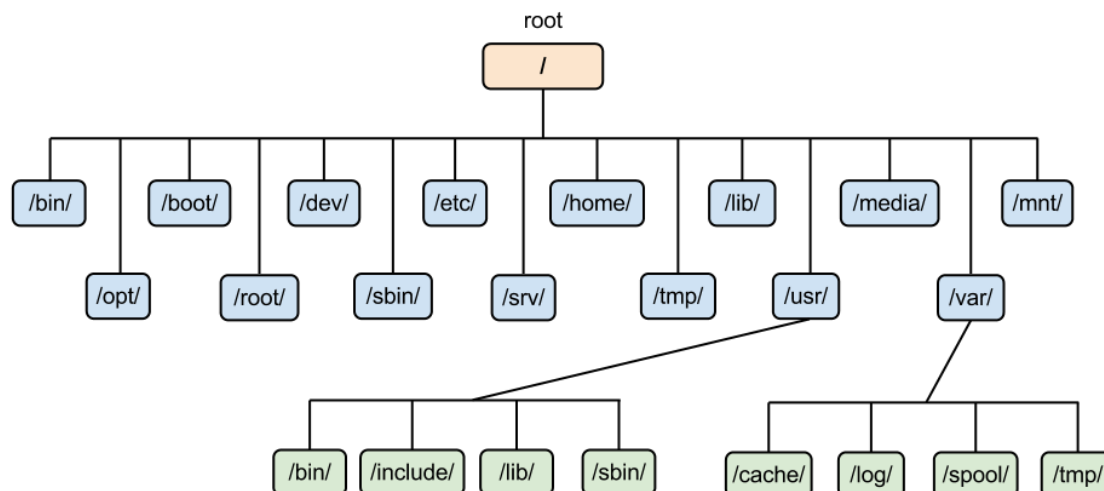 root
/
/bin/ /boot/ /dev/ /etc/ /home/ /lib/ /media/ /mnt/
/opt/ /root/ /sbin/ /srv/ /tmp/ /usr/ /var/
/bin/ /include/ /lib/ /sbin/ /cache/ /log/ /spool/ /tmp/